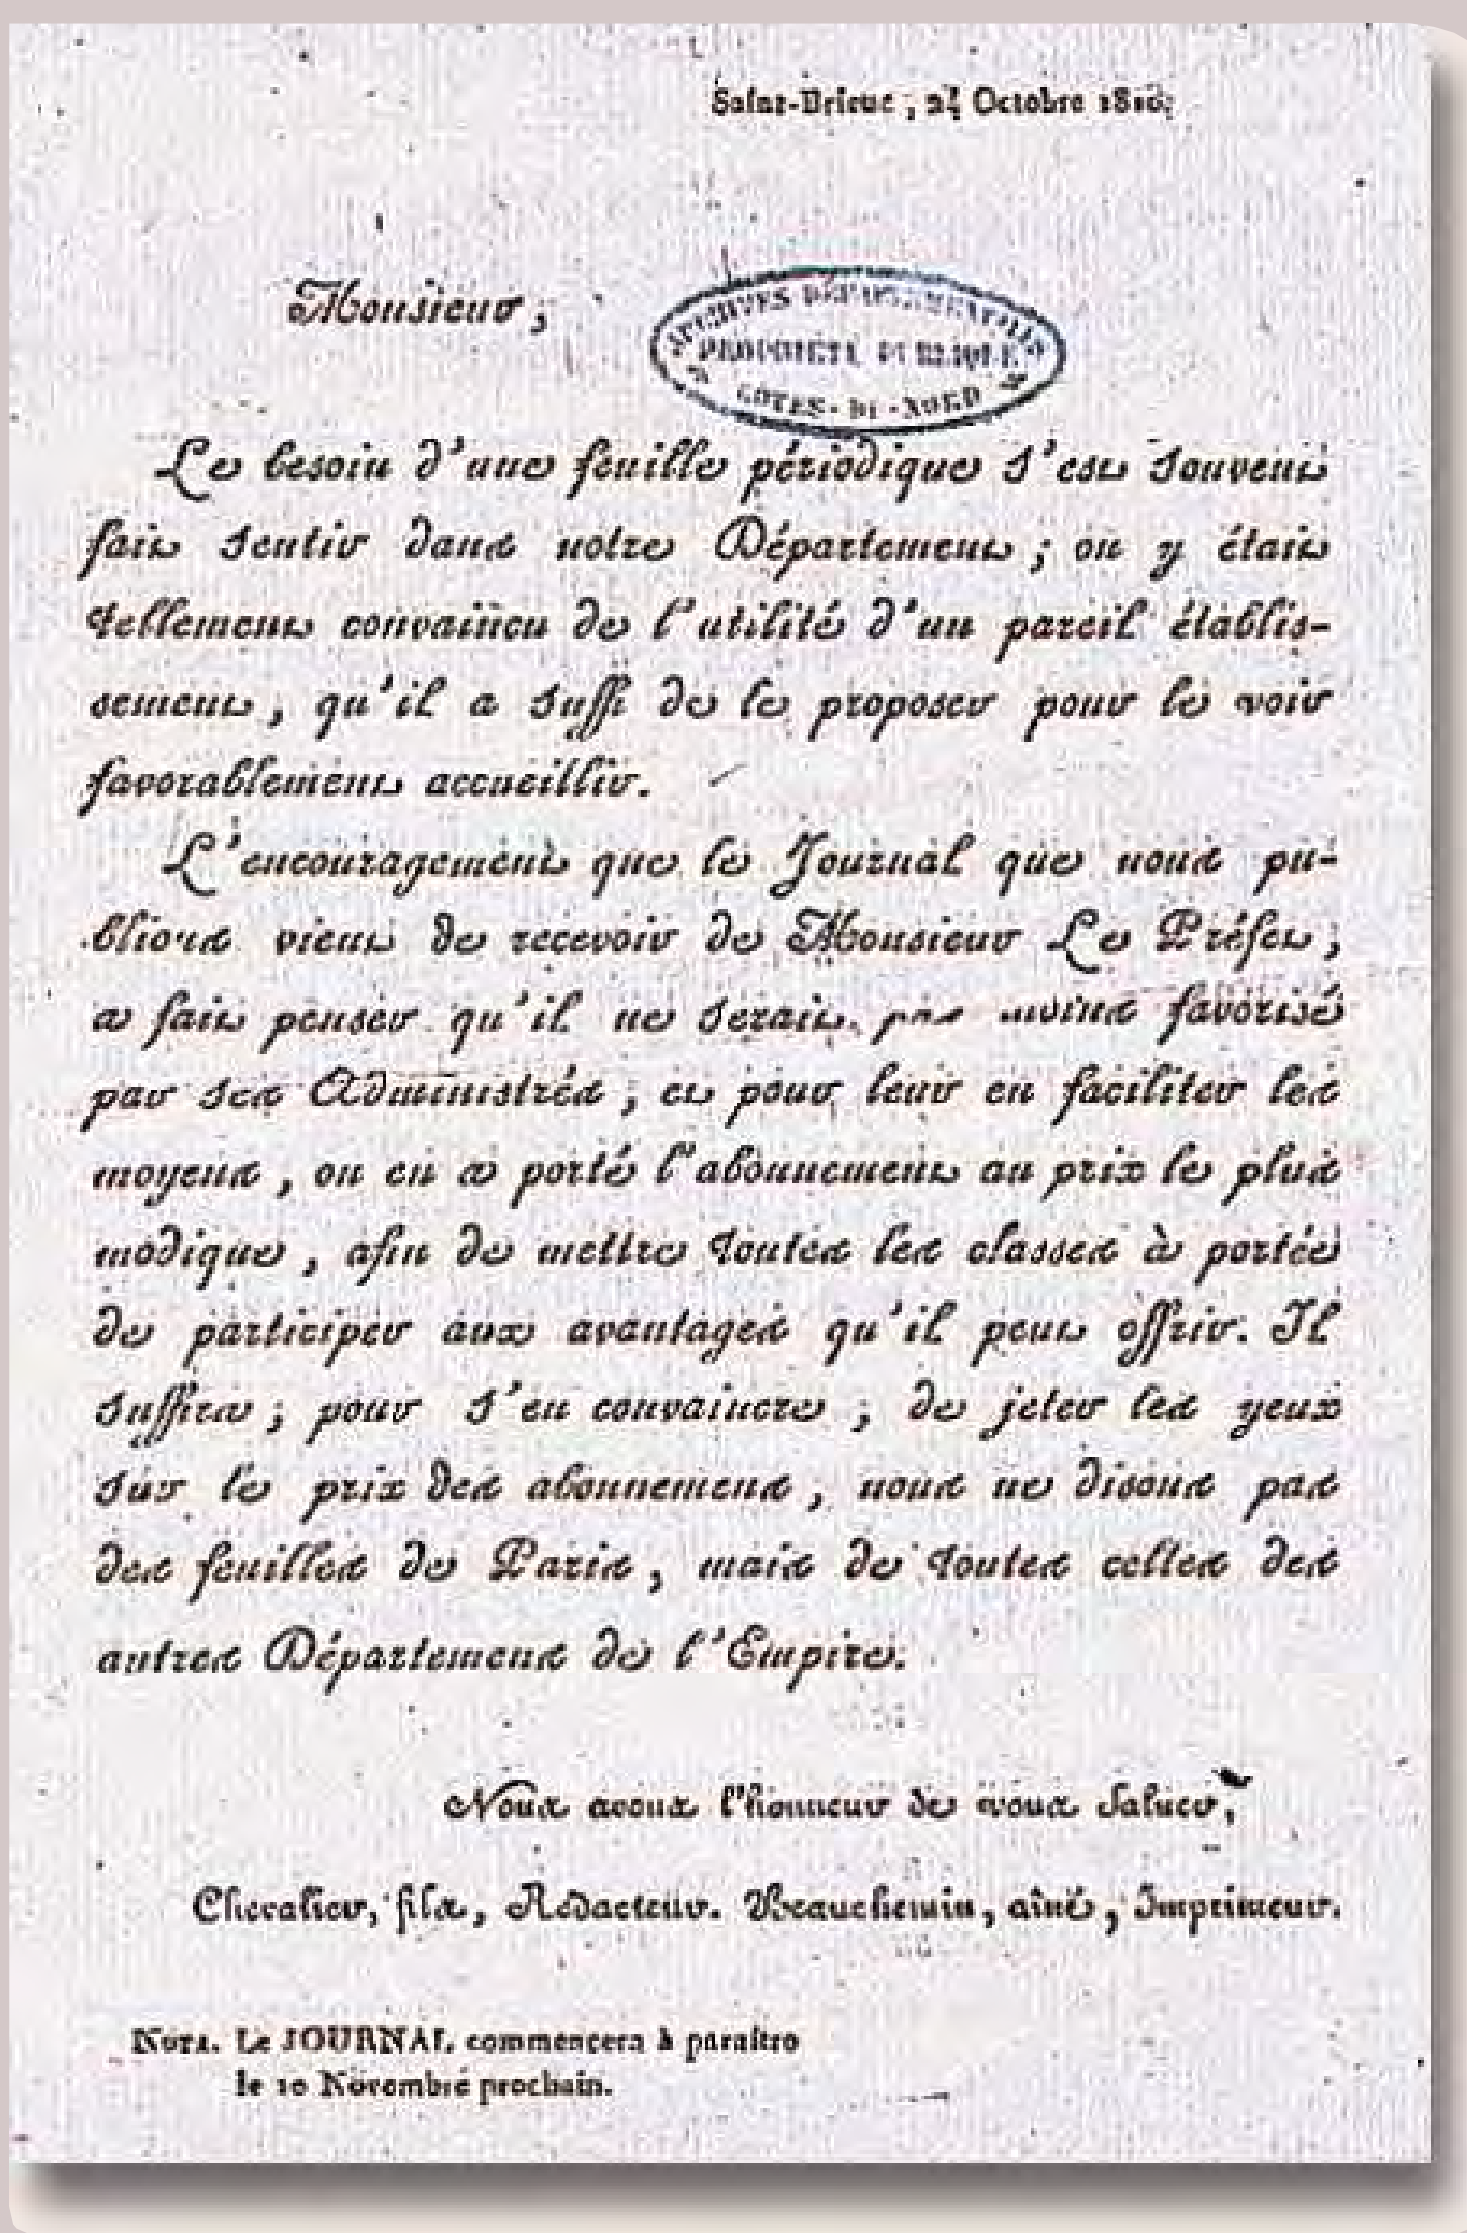 Saint-Brieuc, 24 Octobre 1810.
Monsieur,
ARCHIVES DÉPARTEMENTALES
PROPRIÉTÉ PUBLIQUE
COTES-DU-NORD
Le besoin d'une feuille périodique s'est souvent
fait sentir dans notre Département ; on y était
tellement convaincu de l'utilité d'un pareil établis-
sement, qu'il a suffi de le proposer pour le voir
favorablement accueillir.
L'encouragement que le Journal que nous pu-
blions vient de recevoir de Monsieur Le Préfet,
a fait penser qu'il ne serait pas moins favorisé
par ses Administrés ; et pour leur en faciliter les
moyens, on en a porté l'abonnement au prix le plus
modique, afin de mettre toutes les classes à portée
de participer aux avantages qu'il peut offrir. Il
suffira ; pour s'en convaincre ; de jeter les yeux
sur le prix des abonnemens, nous ne disons pas
des feuilles de Paris, mais de toutes celles des
autres Départemens de l'Empire.
Nous avons l'honneur de vous saluer,
Chevalier, fils, Rédacteur. Beauchemin, aîné, Imprimeur.
NOTA. Le JOURNAL commencera à paraître
le 10 Novembre prochain.